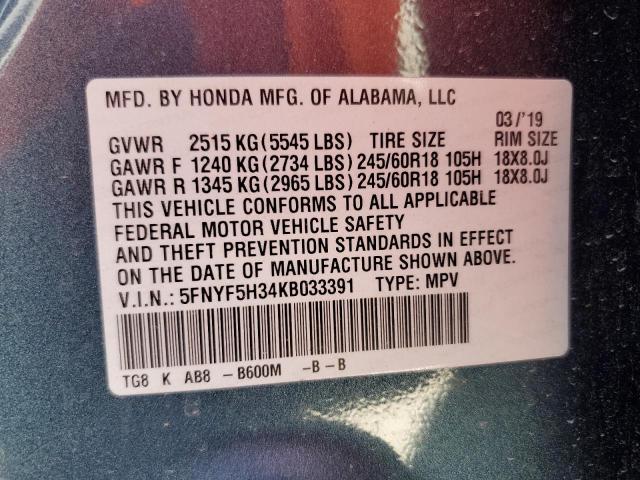 MFD. BY HONDA MFG. OF ALABAMA, LLC
03/'19
GVWR 2515 KG (5545 LBS) TIRE SIZE RIM SIZE
GAWR F 1240 KG (2734 LBS) 245/60R18 105H 18X8.0J
GAWR R 1345 KG (2965 LBS) 245/60R18 105H 18X8.0J
THIS VEHICLE CONFORMS TO ALL APPLICABLE
FEDERAL MOTOR VEHICLE SAFETY
AND THEFT PREVENTION STANDARDS IN EFFECT
ON THE DATE OF MANUFACTURE SHOWN ABOVE.
V.I.N.: 5FNYF5H34KB033391 TYPE: MPV
TG8 K AB8 -B600M -B-B